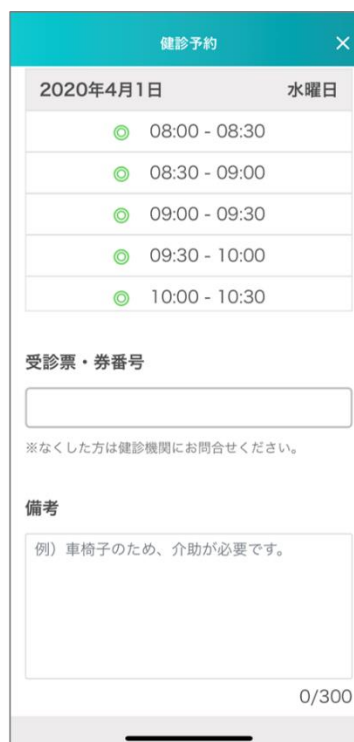 健診予約 ×
2020年4月1日 水曜日
◎ 08:00 - 08:30
◎ 08:30 - 09:00
◎ 09:00 - 09:30
◎ 09:30 - 10:00
◎ 10:00 - 10:30
受診票・券番号
※なくした方は健診機関にお問合せください。
備考
例）車椅子のため、介助が必要です。
0/300